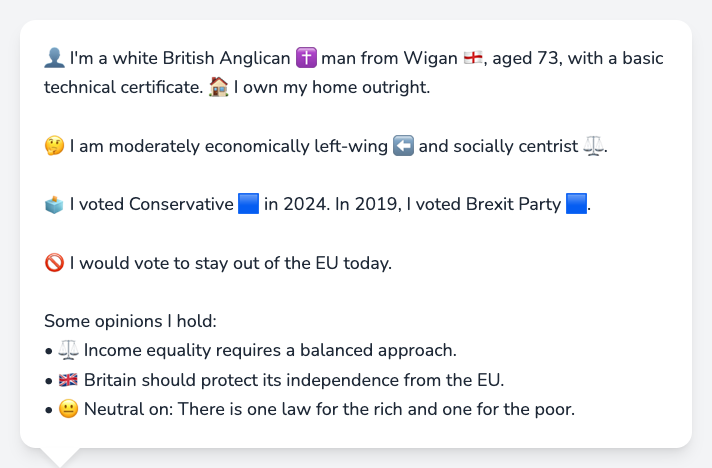 👤 I'm a white British Anglican ✝️ man from Wigan 🏴󠁧󠁢󠁥󠁮󠁧󠁿, aged 73, with a basic
technical certificate. 🏠 I own my home outright.
🤔 I am moderately economically left-wing ⬅️ and socially centrist ⚖️.
🗳️ I voted Conservative 🟦 in 2024. In 2019, I voted Brexit Party 🟦.
🚫 I would vote to stay out of the EU today.
Some opinions I hold:
• ⚖️ Income equality requires a balanced approach.
• 🇬🇧 Britain should protect its independence from the EU.
• 😐 Neutral on: There is one law for the rich and one for the poor.